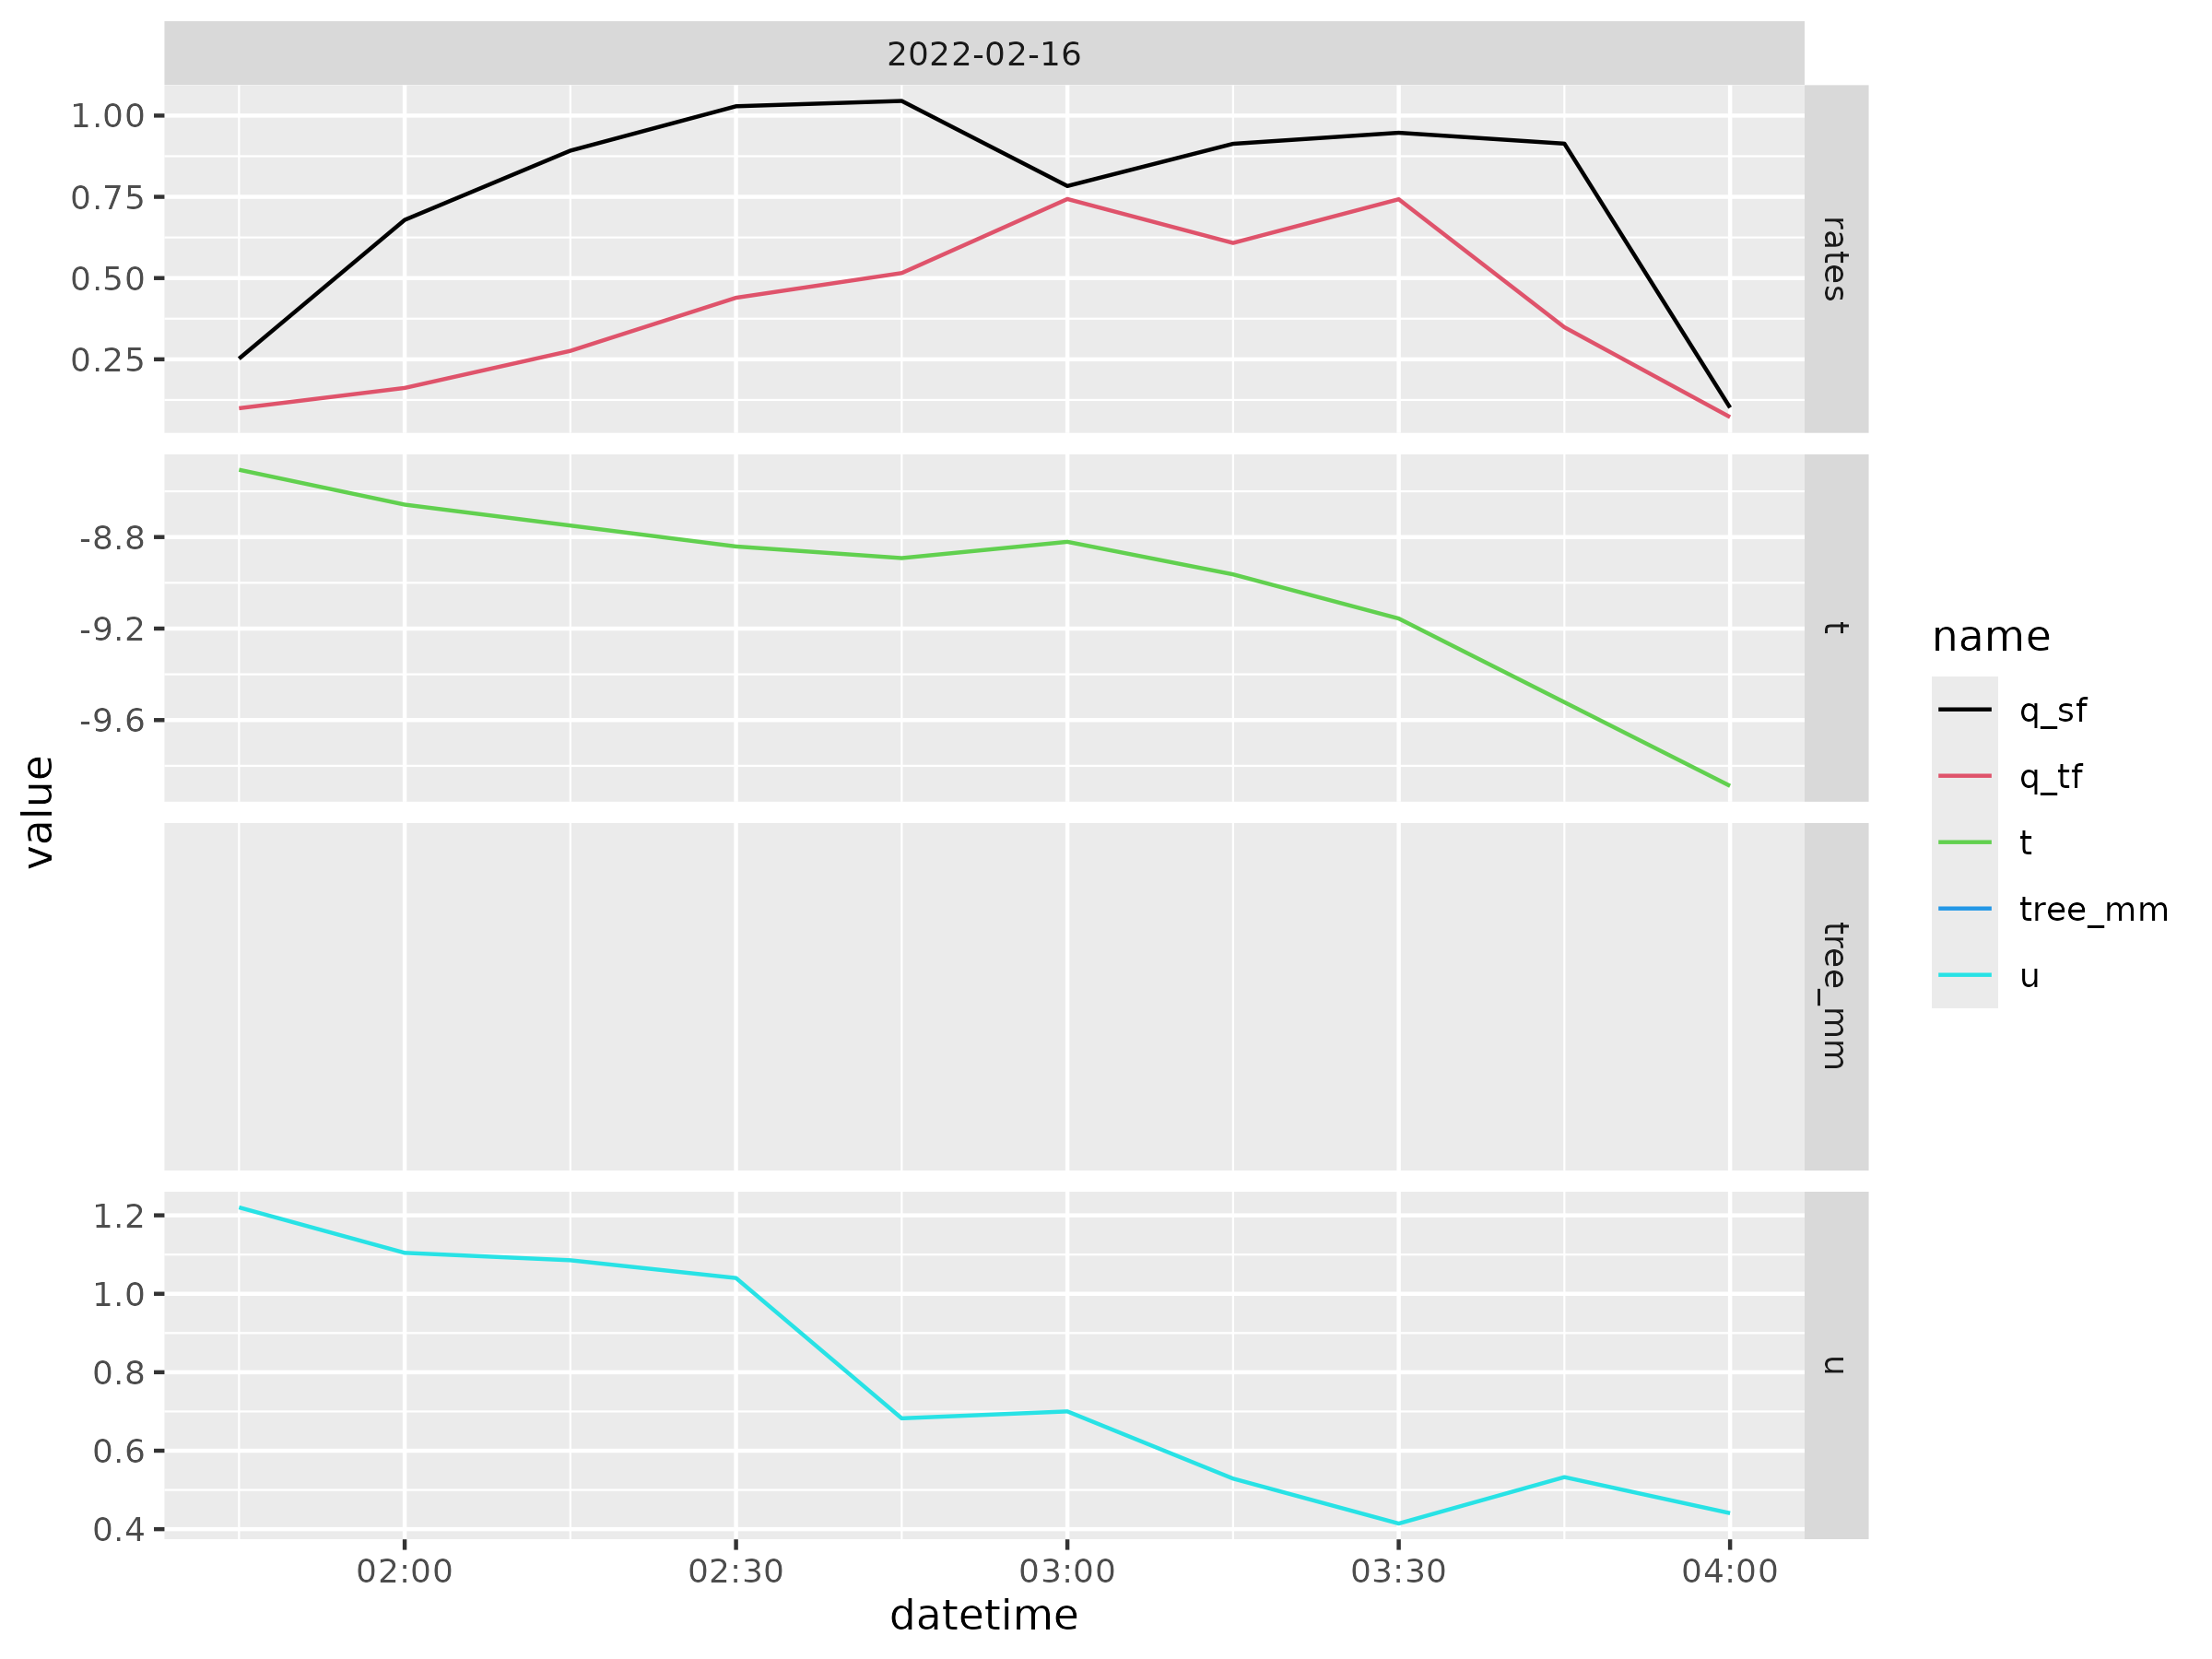 2022-02-16
1.00
0.75
0.50
0.25
rates
-8.8
-9.2
-9.6
t
tree_mm
1.2
1.0
0.8
0.6
0.4
u
02:00 02:30 03:00 03:30 04:00
datetime
value
name
q_sf
q_tf
t
tree_mm
u